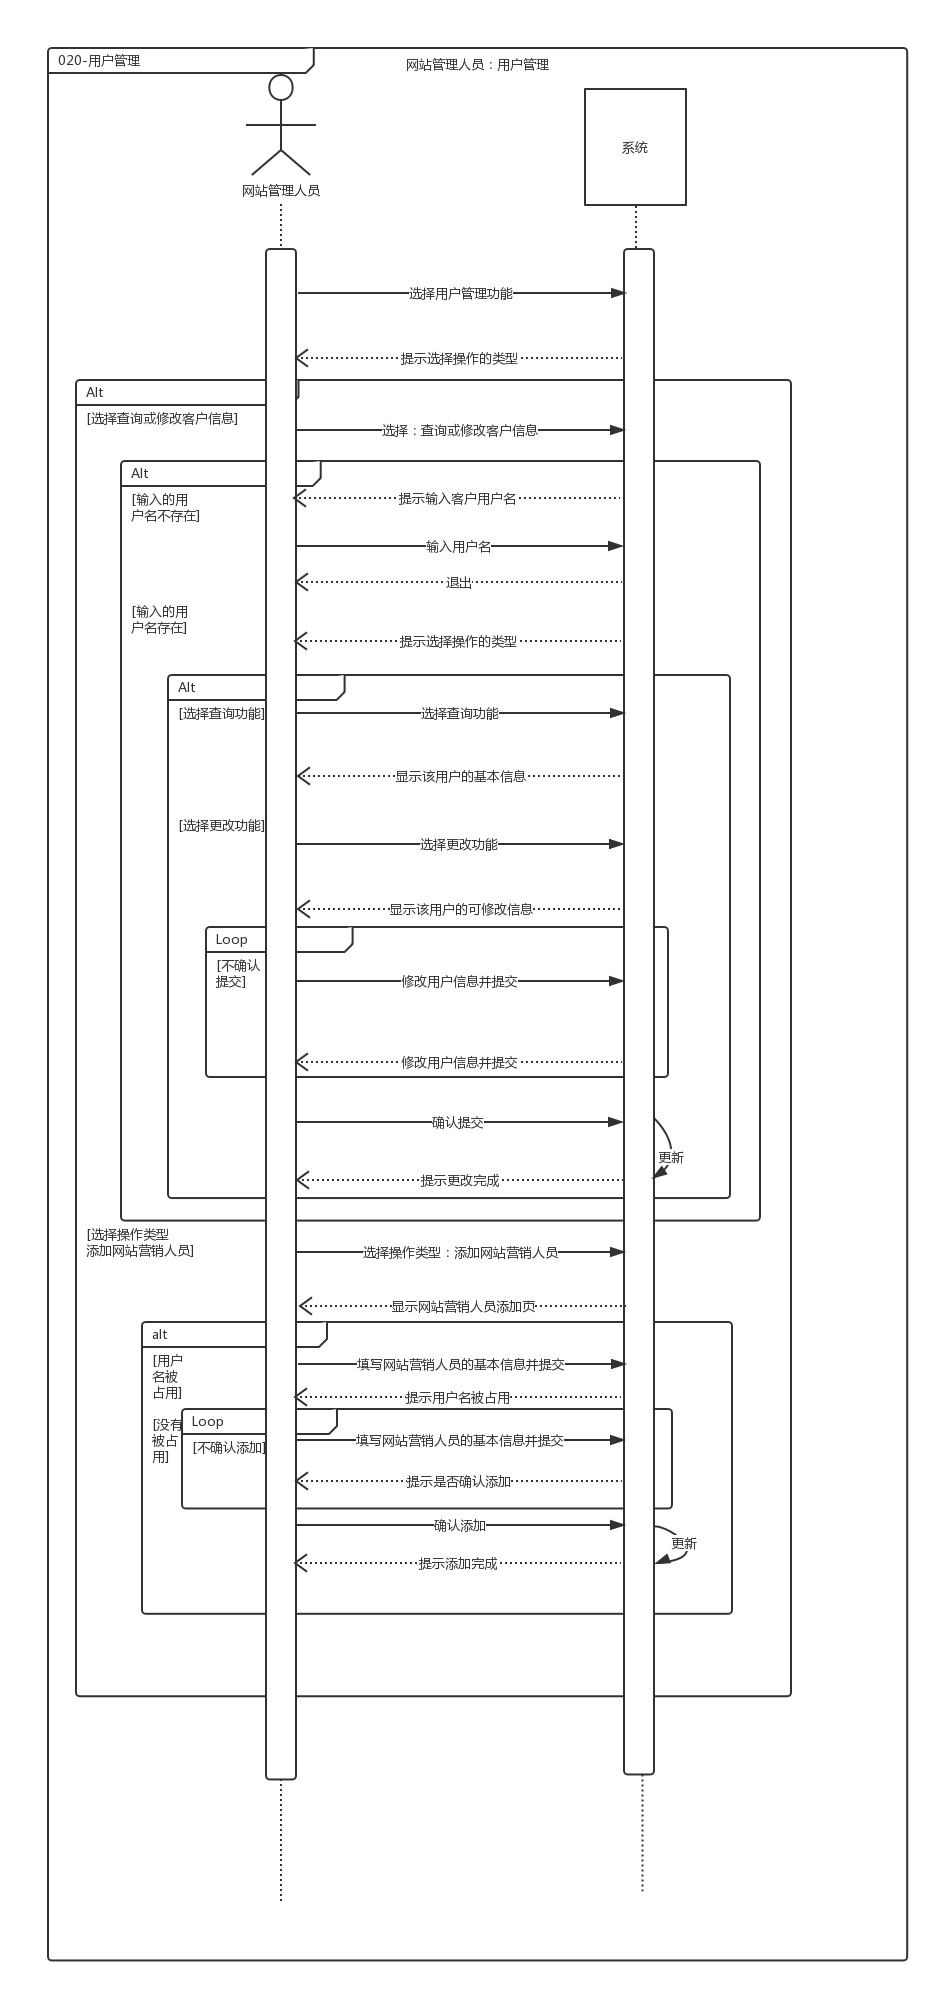 020-用户管理
网站管理人员：用户管理
系统
网站管理人员
选择用户管理功能
提示选择操作的类型
Alt
[选择查询或修改客户信息]
选择：查询或修改客户信息
Alt
[输入的用
户名不存在]
提示输入客户用户名
输入用户名
退出
[输入的用
户名存在]
提示选择操作的类型
Alt
[选择查询功能]
选择查询功能
显示该用户的基本信息
[选择更改功能]
选择更改功能
显示该用户的可修改信息
Loop
[不确认
提交]
修改用户信息并提交
修改用户信息并提交
确认提交
更新
提示更改完成
[选择操作类型
添加网站营销人员]
选择操作类型：添加网站营销人员
显示网站营销人员添加页
alt
[用户
名被
占用]
填写网站营销人员的基本信息并提交
提示用户名被占用
[没有
被占
用]
Loop
[不确认添加]
填写网站营销人员的基本信息并提交
提示是否确认添加
确认添加
更新
提示添加完成